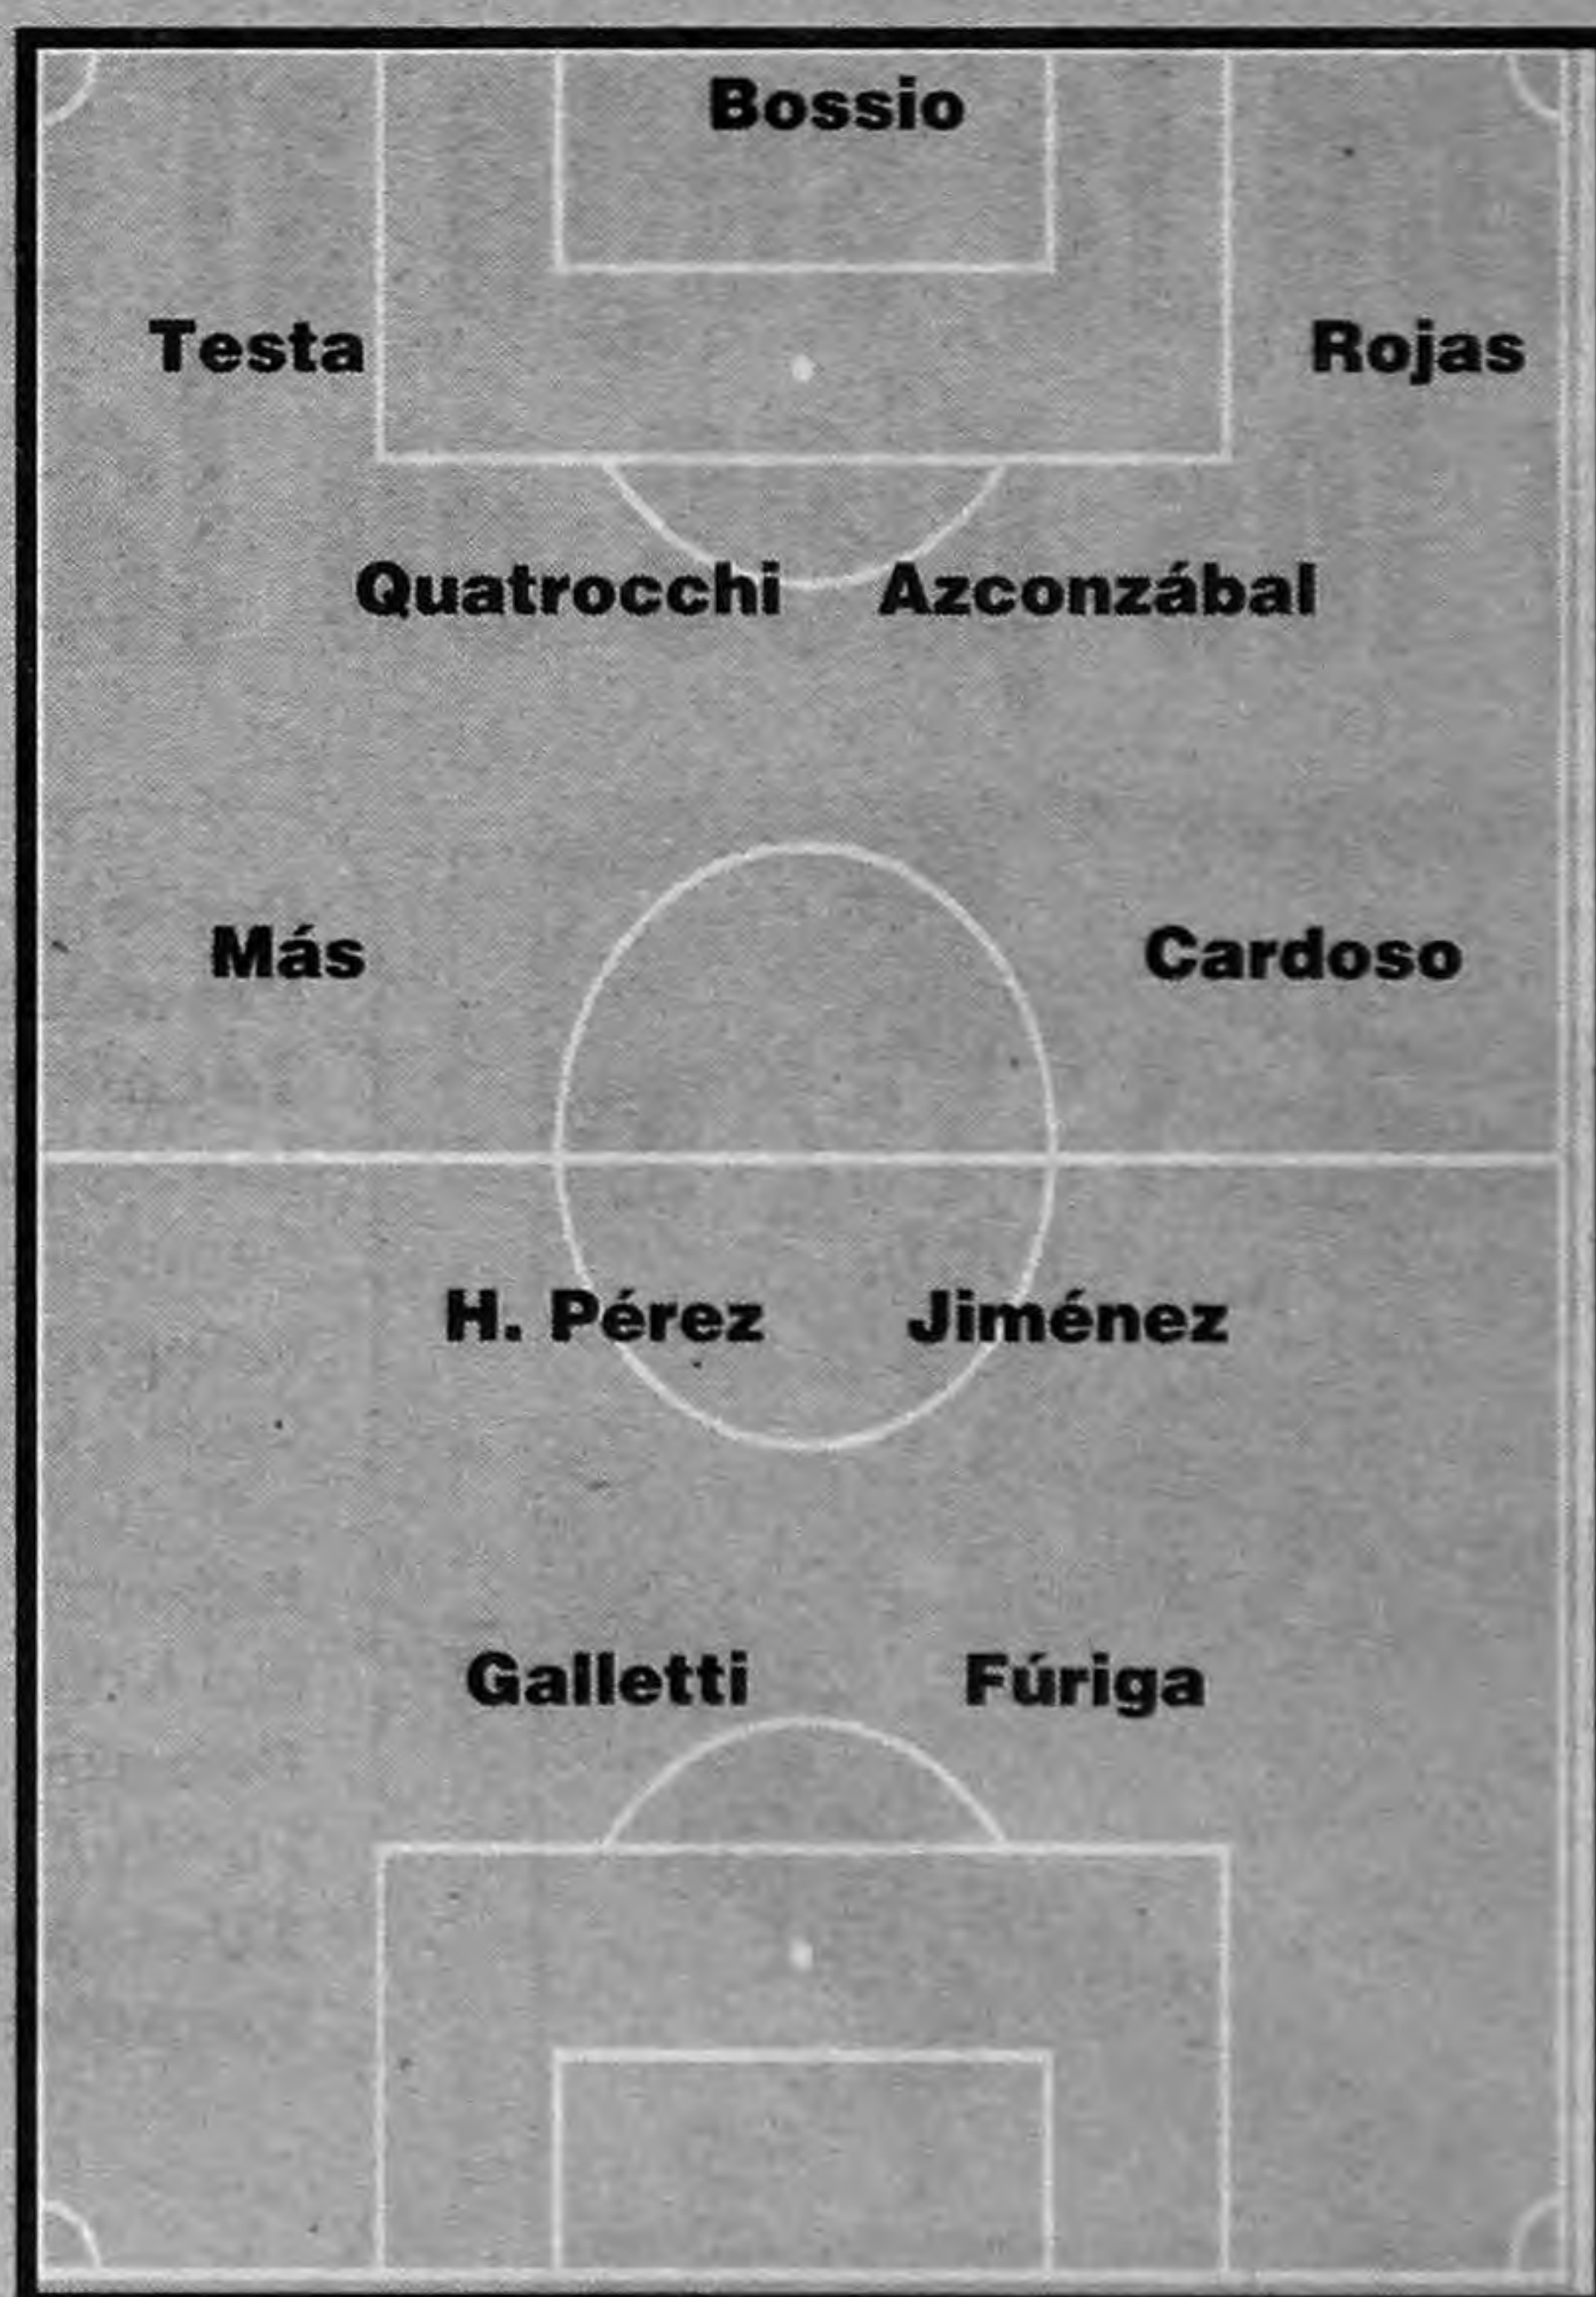 Bossio
Testa Rojas
Quatrocchi Azconzábal
Más Cardoso
H. Pérez Jiménez
Galletti Fúriga